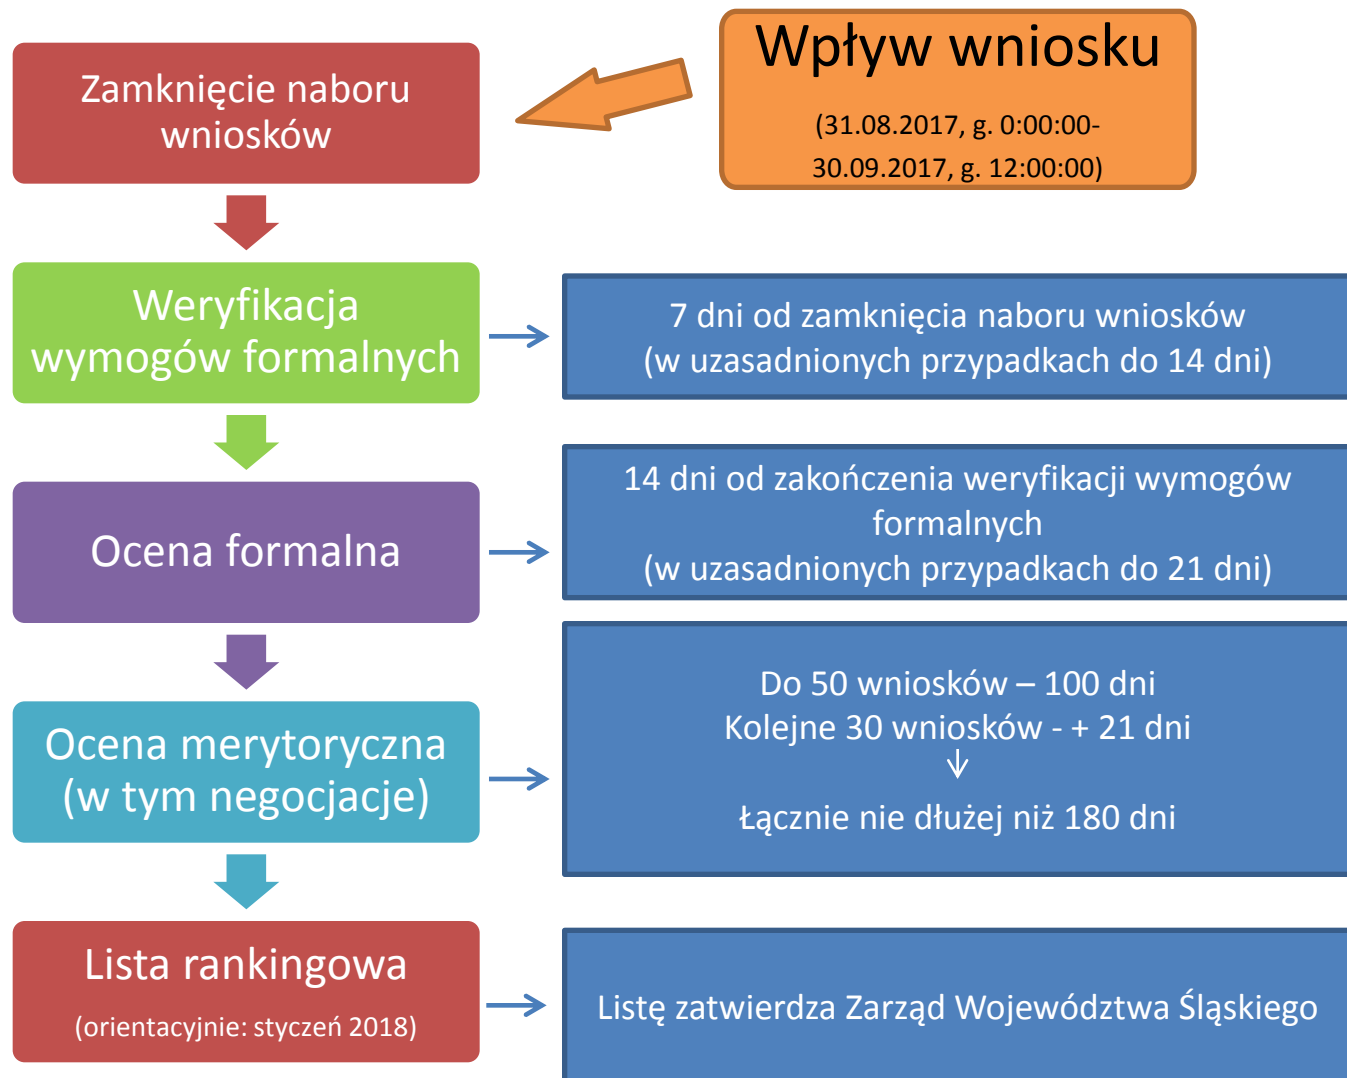 Wpływ wniosku
(31.08.2017, g. 0:00:00-
30.09.2017, g. 12:00:00)
Zamknięcie naboru
wniosków
Weryfikacja
wymogów formalnych
7 dni od zamknięcia naboru wniosków
(w uzasadnionych przypadkach do 14 dni)
Ocena formalna
14 dni od zakończenia weryfikacji wymogów
formalnych
(w uzasadnionych przypadkach do 21 dni)
Ocena merytoryczna
(w tym negocjacje)
Do 50 wniosków – 100 dni
Kolejne 30 wniosków - + 21 dni
Łącznie nie dłużej niż 180 dni
Lista rankingowa
(orientacyjnie: styczeń 2018)
Listę zatwierdza Zarząd Województwa Śląskiego